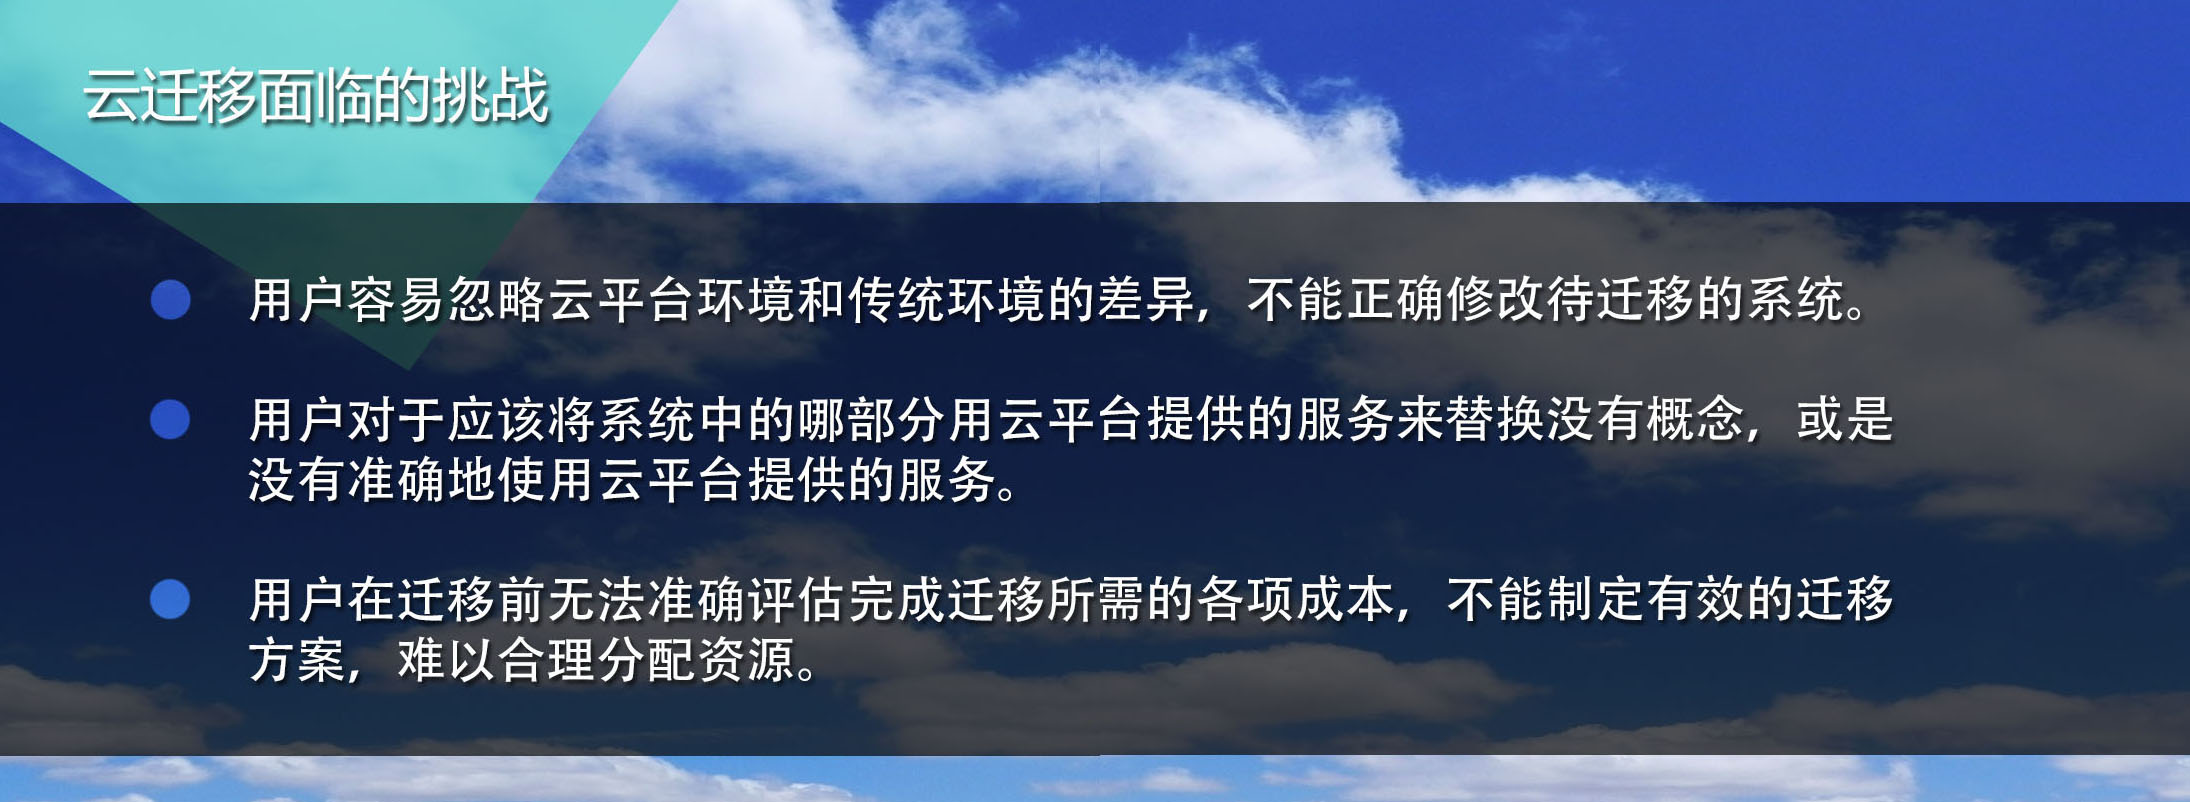 云迁移面临的挑战
用户容易忽略云平台环境和传统环境的差异，不能正确修改待迁移的系统。
用户对于应该将系统中的哪部分用云平台提供的服务来替换没有概念，或是
没有准确地使用云平台提供的服务。
用户在迁移前无法准确评估完成迁移所需的各项成本，不能制定有效的迁移
方案，难以合理分配资源。